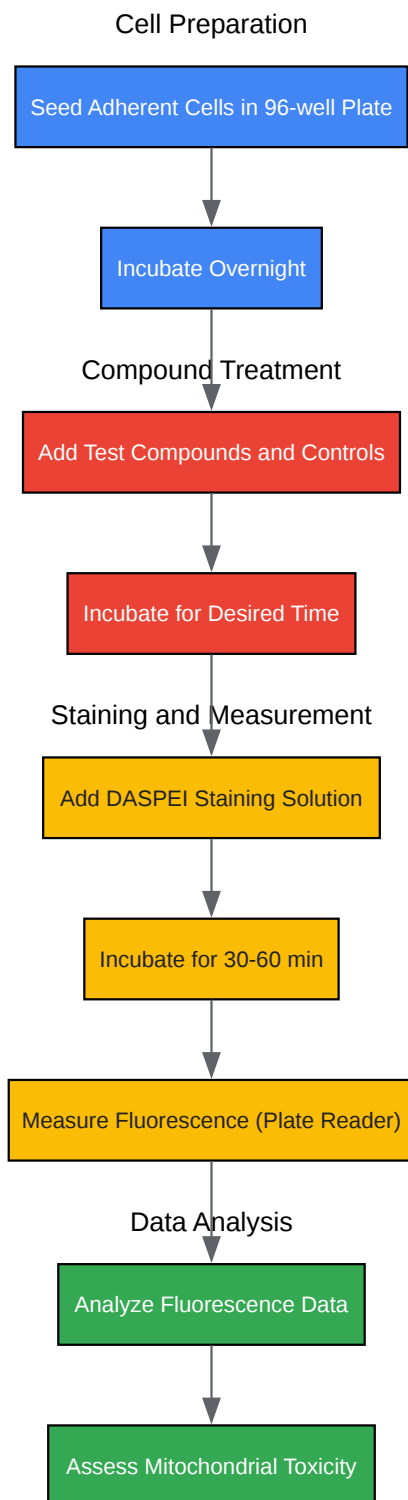 Cell Preparation
Seed Adherent Cells in 96-well Plate
Incubate Overnight
Compound Treatment
Add Test Compounds and Controls
Incubate for Desired Time
Staining and Measurement
Add DASPEI Staining Solution
Incubate for 30-60 min
Measure Fluorescence (Plate Reader)
Data Analysis
Analyze Fluorescence Data
Assess Mitochondrial Toxicity